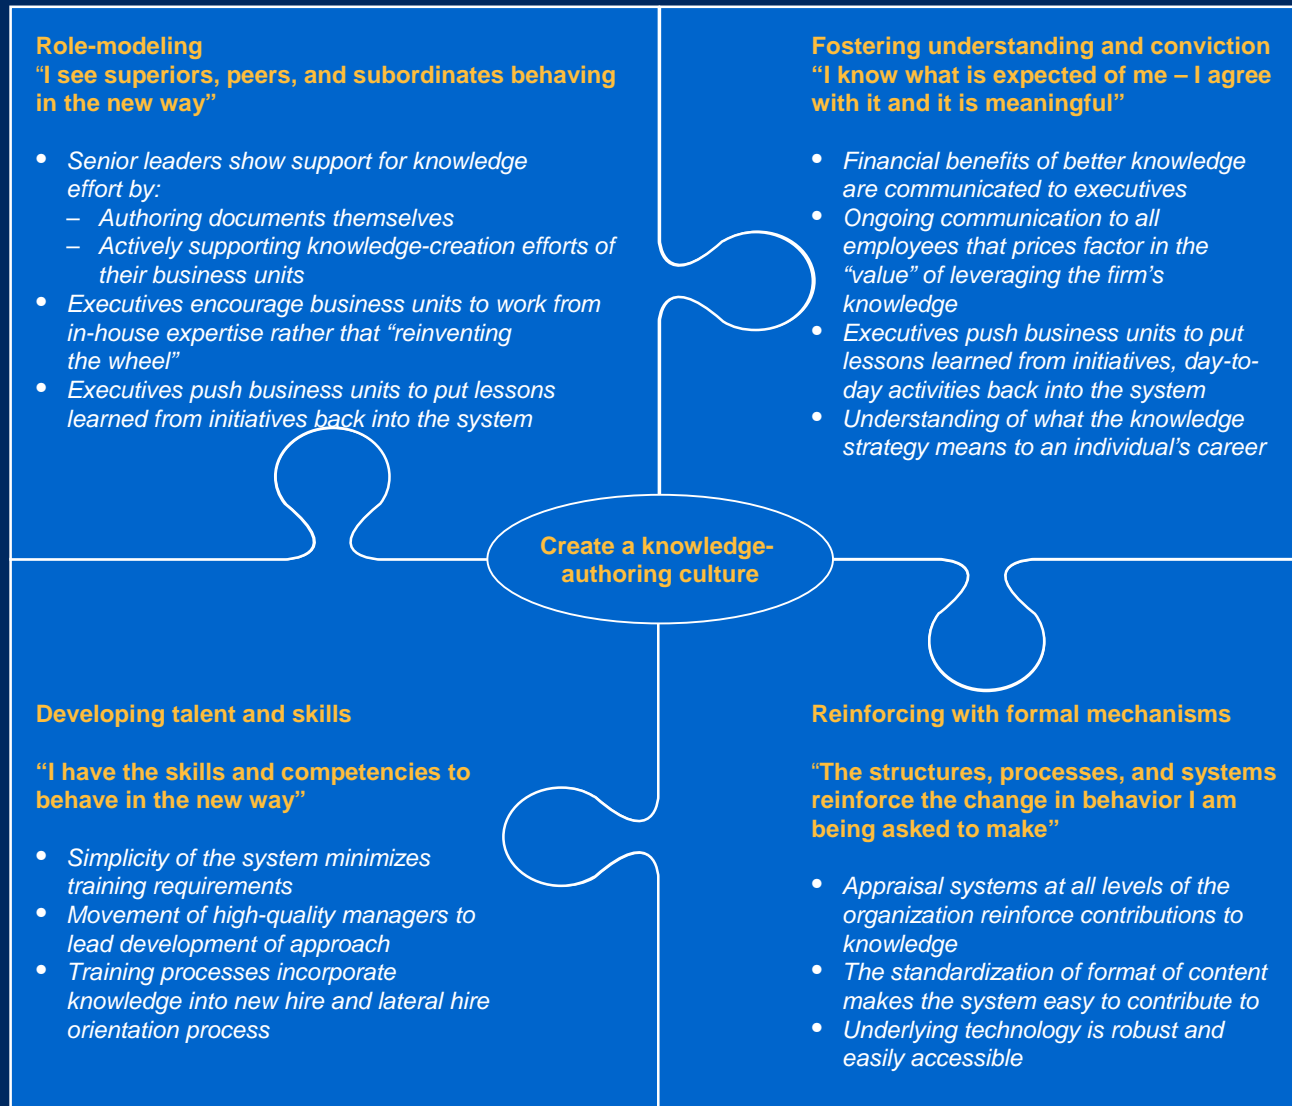 Role-modeling
“I see superiors, peers, and subordinates behaving
in the new way”
• Senior leaders show support for knowledge
effort by:
– Authoring documents themselves
– Actively supporting knowledge-creation efforts of
their business units
• Executives encourage business units to work from
in-house expertise rather that “reinventing
the wheel”
• Executives push business units to put lessons
learned from initiatives back into the system
Fostering understanding and conviction
“I know what is expected of me – I agree
with it and it is meaningful”
• Financial benefits of better knowledge
are communicated to executives
• Ongoing communication to all
employees that prices factor in the
“value” of leveraging the firm’s
knowledge
• Executives push business units to put
lessons learned from initiatives, day-to-
day activities back into the system
• Understanding of what the knowledge
strategy means to an individual’s career
Create a knowledge-
authoring culture
Developing talent and skills
“I have the skills and competencies to
behave in the new way”
• Simplicity of the system minimizes
training requirements
• Movement of high-quality managers to
lead development of approach
• Training processes incorporate
knowledge into new hire and lateral hire
orientation process
Reinforcing with formal mechanisms
“The structures, processes, and systems
reinforce the change in behavior I am
being asked to make”
• Appraisal systems at all levels of the
organization reinforce contributions to
knowledge
• The standardization of format of content
makes the system easy to contribute to
• Underlying technology is robust and
easily accessible